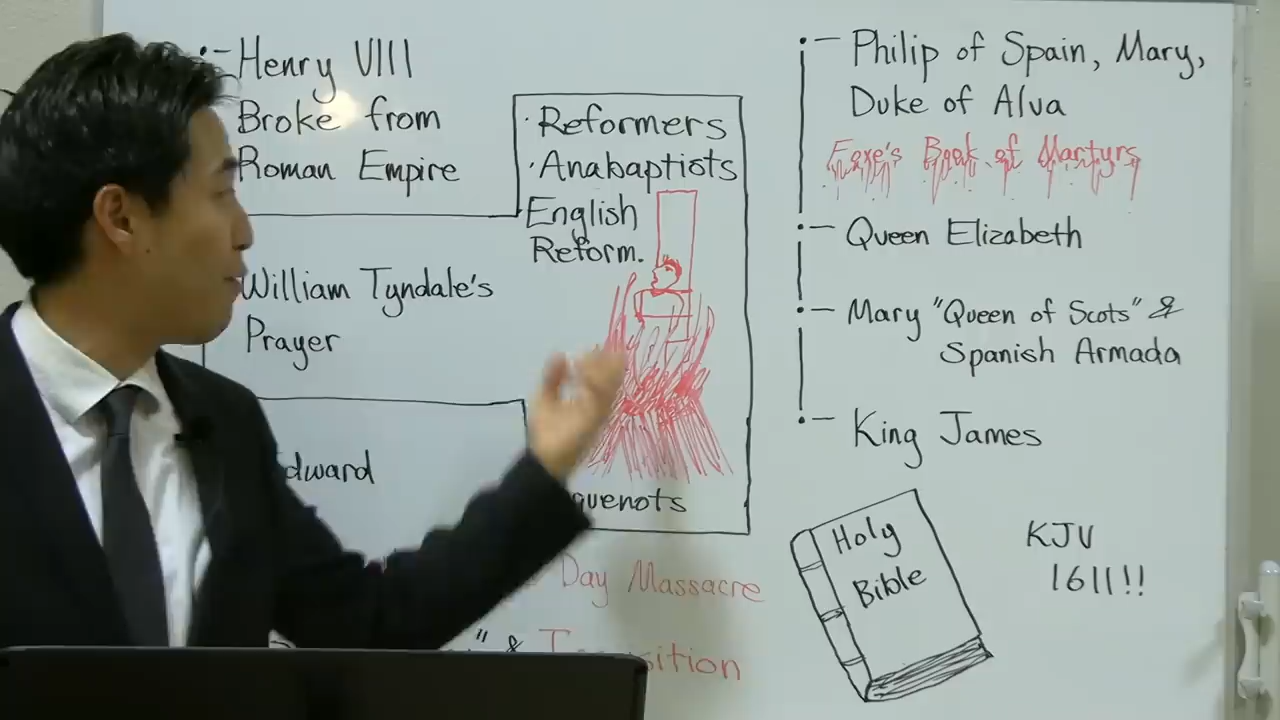 - Henry VIII
Broke from
Roman Empire
William Tyndale's
Prayer
dward
· Reformers
· Anabaptists
English
Reform.
quenots
Day Massacre
" & I sition
- Philip of Spain, Mary,
Duke of Alva
Foxe's Book of Martyrs
- Queen Elizabeth
- Mary "Queen of Scots" &
Spanish Armada
- King James
Holy
Bible
KJV
1611!!